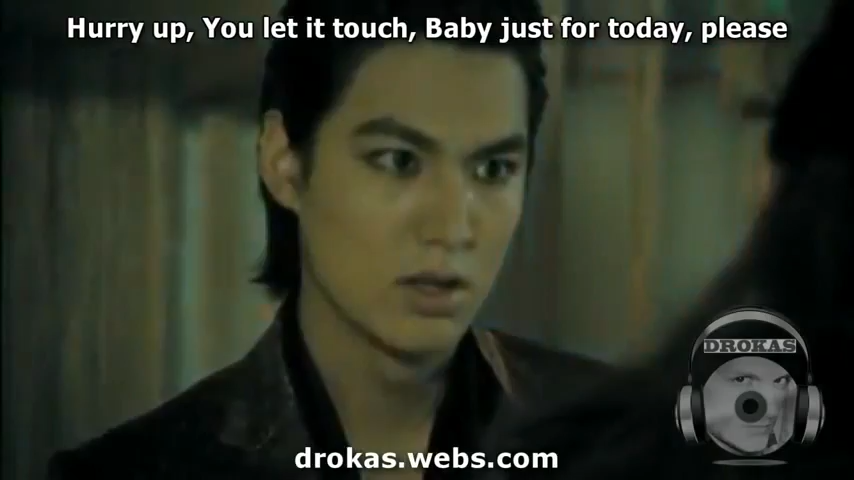 Hurry up, You let it touch, Baby just for today, please
DROKAS
drokas.webs.com